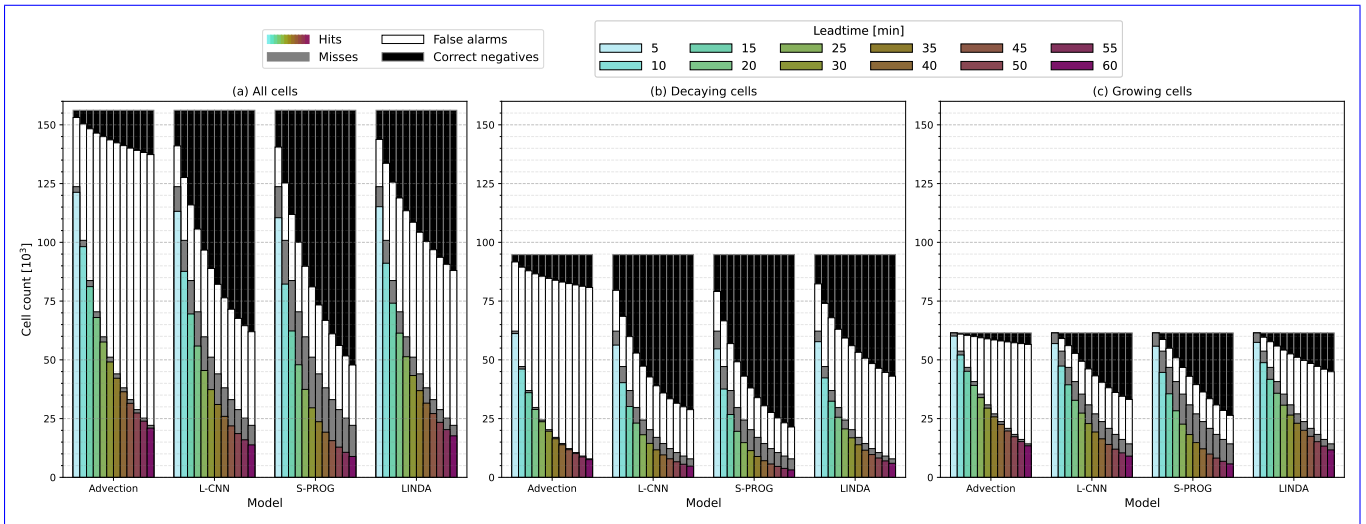 Hits
False alarms
Misses
Correct negatives
Leadtime [min]
5
15
25
35
45
55
10
20
30
40
50
60
(a) All cells
(b) Decaying cells
(c) Growing cells
Cell count [10³]
150
125
100
75
50
25
0
150
125
100
75
50
25
0
150
125
100
75
50
25
0
Advection L-CNN S-PROG LINDA
Advection L-CNN S-PROG LINDA
Advection L-CNN S-PROG LINDA
Model
Model
Model